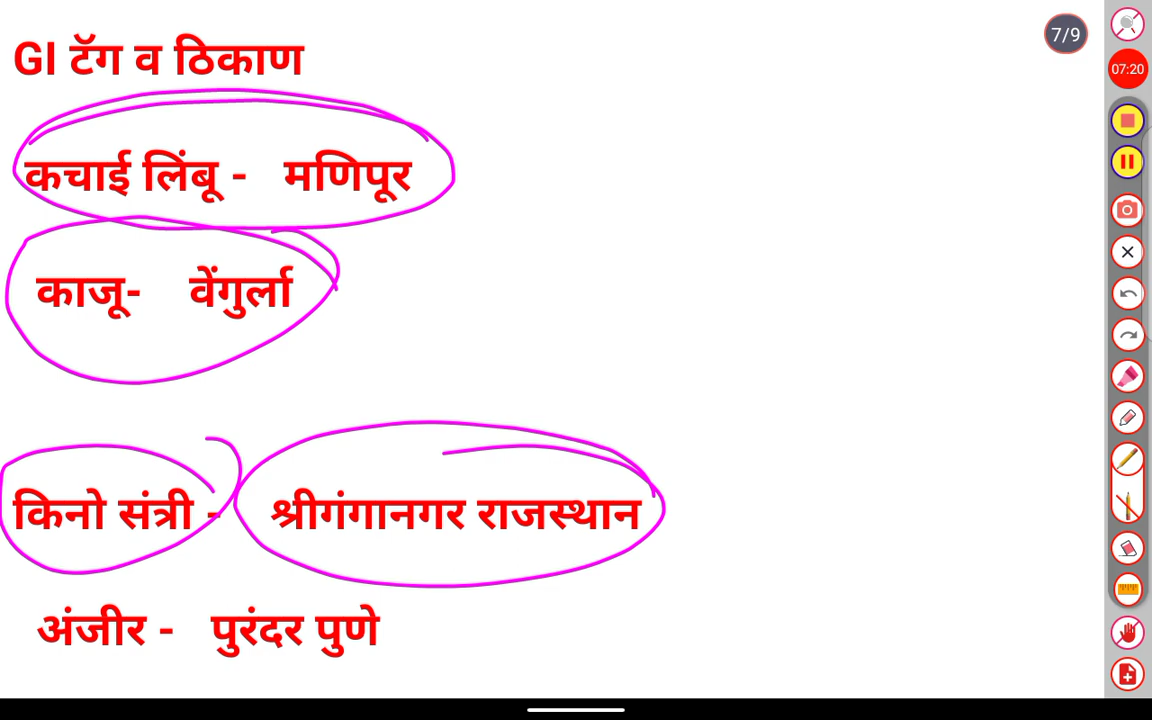 GI टॅग व ठिकाण
7/9
07:20
कचाई लिंबू - मणिपूर
काजू- वेंगुर्ला
किनो संत्री - श्रीगंगानगर राजस्थान
अंजीर - पुरंदर पुणे